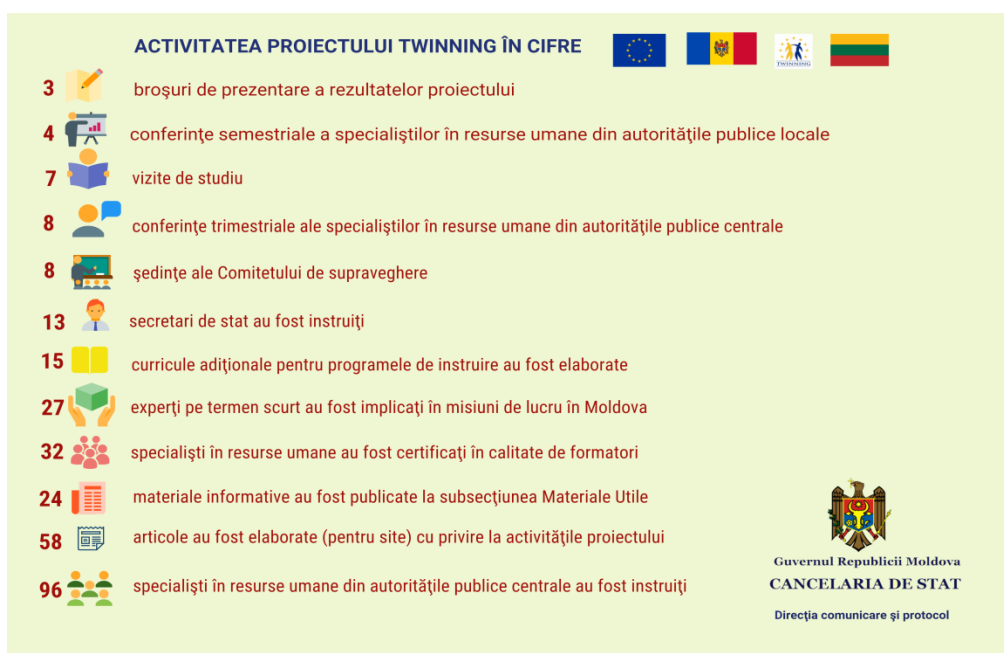 ACTIVITATEA PROIECTULUI TWINNING ÎN CIFRE
TWINNING
3 broşuri de prezentare a rezultatelor proiectului
4 conferinţe semestriale a specialiştilor în resurse umane din autorităţile publice locale
7 vizite de studiu
8 conferinţe trimestriale ale specialiştilor în resurse umane din autorităţile publice centrale
8 şedinţe ale Comitetului de supraveghere
13 secretari de stat au fost instruiţi
15 curricule adiţionale pentru programele de instruire au fost elaborate
27 experţi pe termen scurt au fost implicaţi în misiuni de lucru în Moldova
32 specialişti în resurse umane au fost certificaţi în calitate de formatori
24 materiale informative au fost publicate la subsecţiunea Materiale Utile
58 articole au fost elaborate (pentru site) cu privire la activităţile proiectului
96 specialişti în resurse umane din autorităţile publice centrale au fost instruiţi
Guvernul Republicii Moldova
CANCELARIA DE STAT
Direcţia comunicare şi protocol